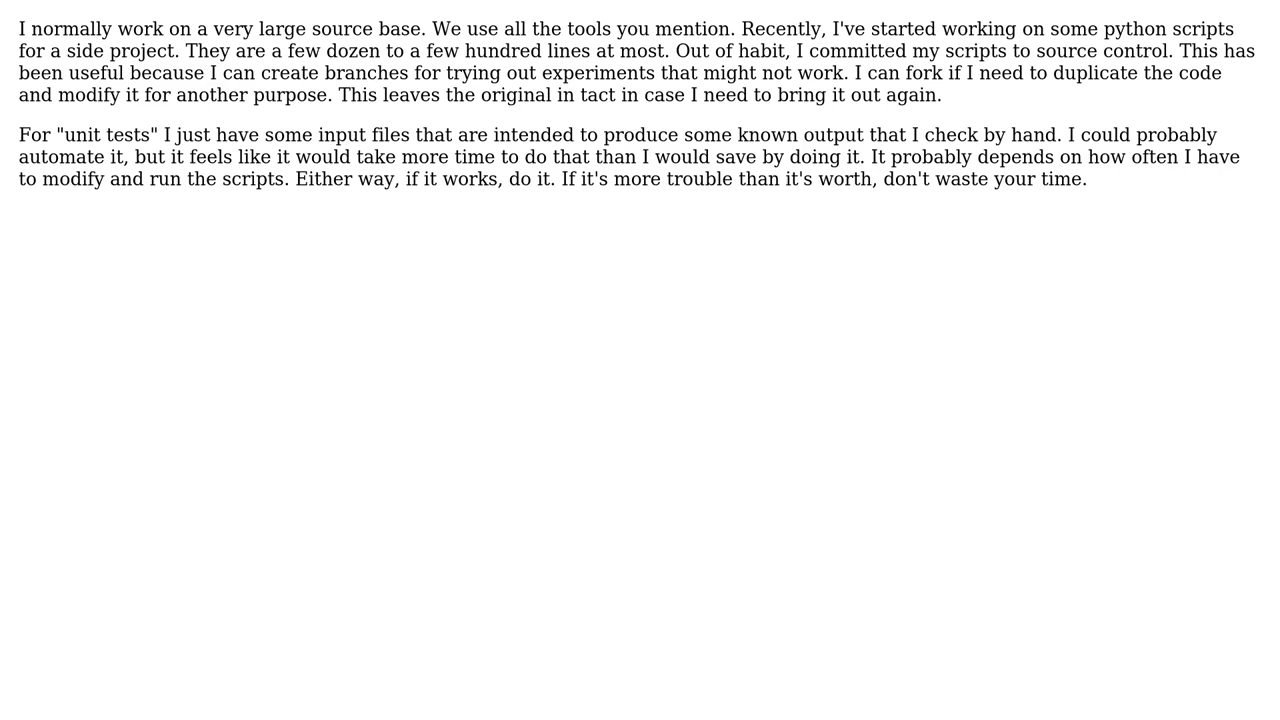 I normally work on a very large source base. We use all the tools you mention. Recently, I've started working on some python scripts
for a side project. They are a few dozen to a few hundred lines at most. Out of habit, I committed my scripts to source control. This has
been useful because I can create branches for trying out experiments that might not work. I can fork if I need to duplicate the code
and modify it for another purpose. This leaves the original in tact in case I need to bring it out again.
For "unit tests" I just have some input files that are intended to produce some known output that I check by hand. I could probably
automate it, but it feels like it would take more time to do that than I would save by doing it. It probably depends on how often I have
to modify and run the scripts. Either way, if it works, do it. If it's more trouble than it's worth, don't waste your time.